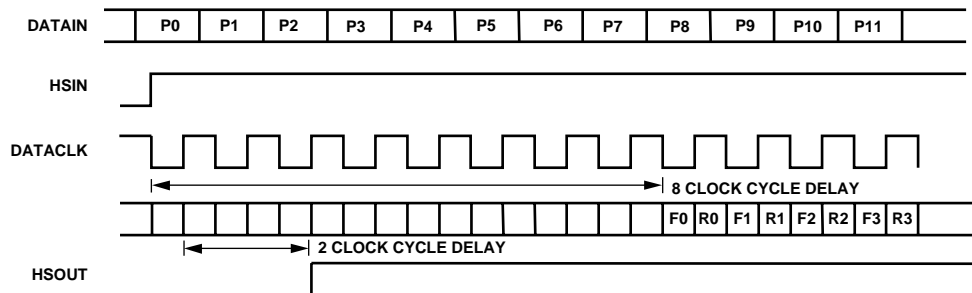 DATAIN P0 P1 P2 P3 P4 P5 P6 P7 P8 P9 P10 P11
HSIN
DATACLK
8 CLOCK CYCLE DELAY
F0 R0 F1 R1 F2 R2 F3 R3
2 CLOCK CYCLE DELAY
HSOUT